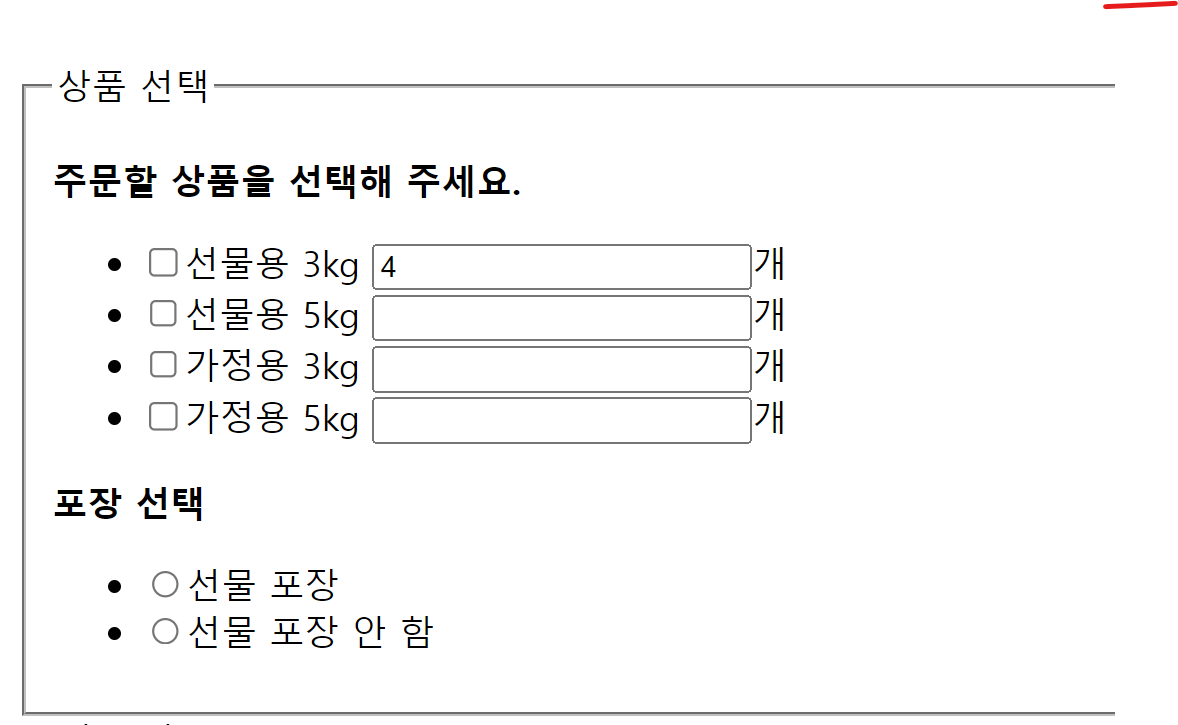 상품 선택
주문할 상품을 선택해 주세요.
선물용 3kg 4 개
선물용 5kg 개
가정용 3kg 개
가정용 5kg 개
포장 선택
선물 포장
선물 포장 안 함